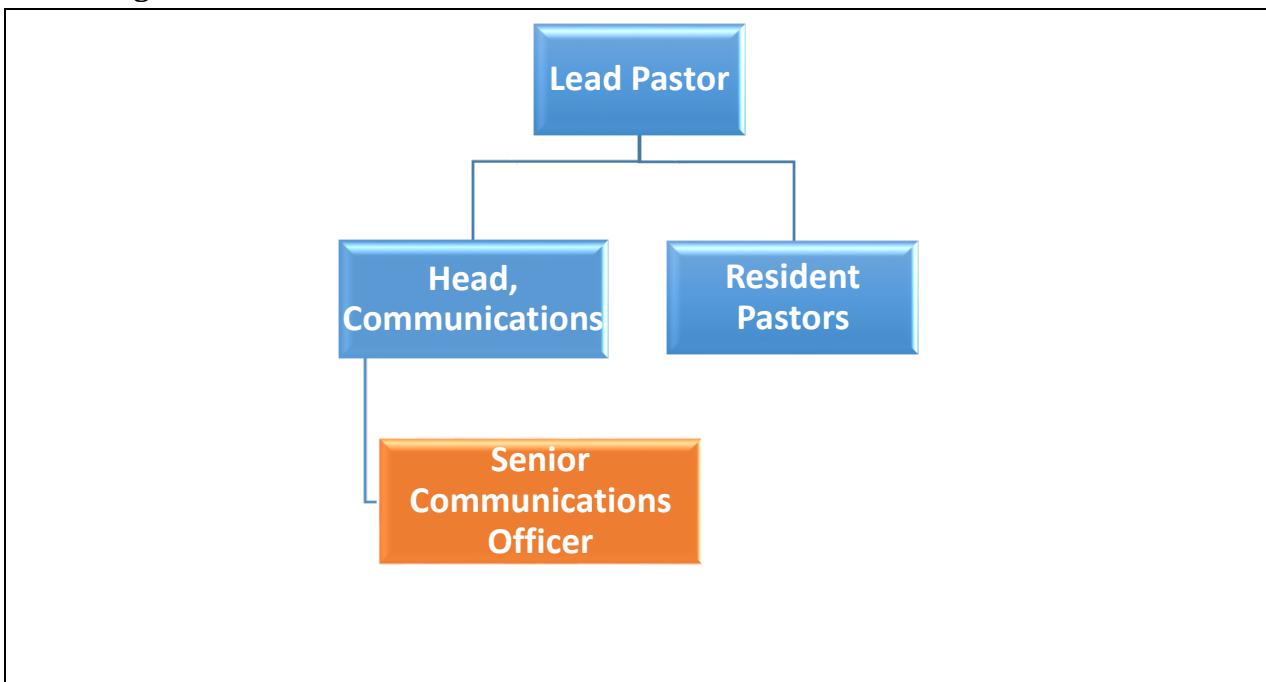 Lead Pastor
Head,
Communications
Resident
Pastors
Senior
Communications
Officer